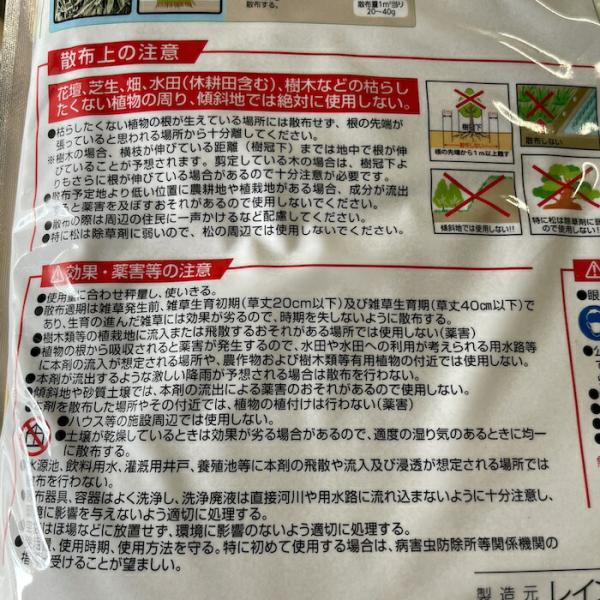 散布する。
散布量1m²当り
20〜40g
散布上の注意
花壇、芝生、畑、水田(休耕田含む)、樹木などの枯らし
たくない植物の周り、傾斜地では絶対に使用しない。
●枯らしたくない植物の根が生えている場所には散布せず、根の先端が
張っていると思われる場所から十分離してください。
※樹木の場合、横枝が伸びている距離(樹冠下)までは地中で根が伸
びていることが予想されます。剪定している木の場合は、樹冠下よ
りもさらに根が伸びている場合があるので十分注意が必要です。
●散布予定地より低い位置に農耕地や植栽地がある場合、成分が流出
すると薬害を及ぼすおそれがあるので使用しないでください。
●散布の際は周辺の住民に一声かけるなど配慮してください。
●特に松は除草剤に弱いので、松の周辺では使用しないでください。
樹冠下
根の先端から1m以上離す
散布しない
傾斜地では使用しない!!
特に松は除草剤に弱
ので使用しない!!
効果・薬害等の注意
●使用量に合わせ秤量し、使いきる。
●散布適期は、雑草発生前、雑草生育初期(草丈20cm以下)及び雑草生育期(草丈40cm以下)で
あり、生育の進んだ雑草には効果が劣るので、時期を失しないように散布する。
●樹木類等の植栽地に流入または飛散するおそれがある場所では使用しない(薬害)
●植物の根から吸収されると薬害が発生するので、水田や水田への利用が考えられる用水路等
に本剤の流入が想定される場所や、農作物および樹木類等有用植物の付近では使用しない。
●本剤が流出するような激しい降雨が予想される場合は散布を行わない。
●傾斜地や砂質土壌では、本剤の流出による薬害のおそれがあるので使用しない。
本剤を散布した場所やその付近では、植物の植付けは行わない(薬害)
●ハウス等の施設周辺では使用しない。
●土壌が乾燥しているときは効果が劣る場合があるので、適度の湿り気のあるときに均一
に散布する。
水源池、飲料用水、灌漑用井戸、養殖池等に本剤の飛散や流入及び浸透が想定される場所では
散布を行わない。
布器具、容器はよく洗浄し、洗浄廃液は直接河川や用水路に流れ込まないように十分注意し、
に影響を与えないよう適切に処理する。
はほ場などに放置せず、環境に影響のないよう適切に処理する。
、使用時期、使用方法を守る。特に初めて使用する場合は、病害虫防除所等関係機関の
指導を受けることが望ましい。
●眼
製造元 レイン